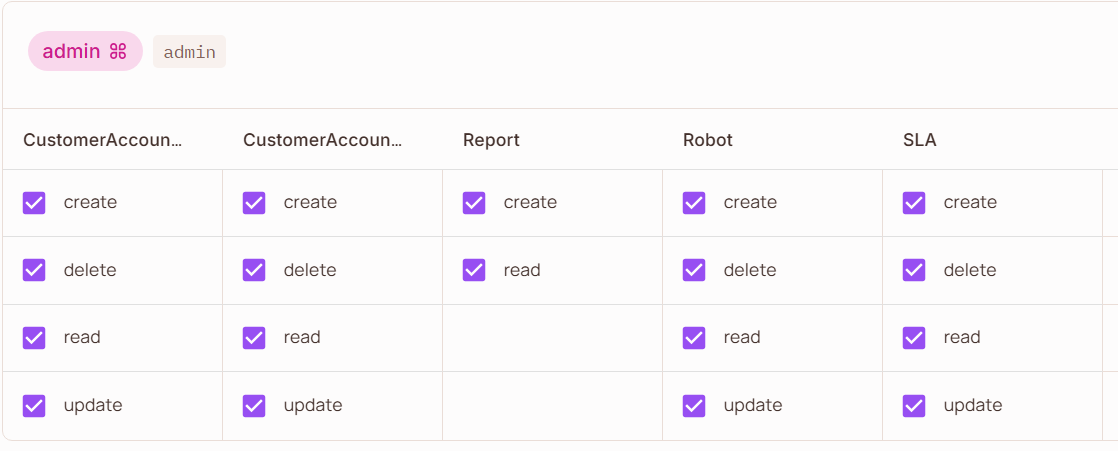 admin admin
CustomerAccoun... CustomerAccoun... Report Robot SLA
create create create create create
delete delete read delete delete
read read read read
update update update update